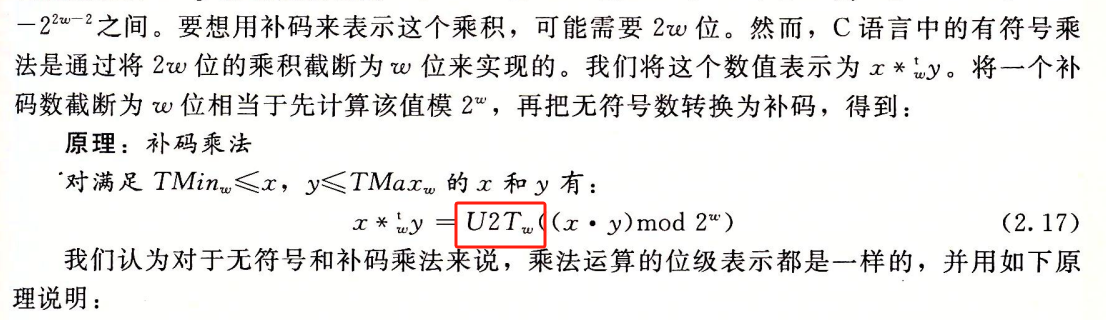 -2²ʷ⁻²之间。要想用补码来表示这个乘积，可能需要 2w 位。然而，C 语言中的有符号乘
法是通过将 2w 位的乘积截断为 w 位来实现的。我们将这个数值表示为 x *ᵗ_w y。将一个补
码数截断为 w 位相当于先计算该值模 2ʷ，再把无符号数转换为补码，得到：
原理：补码乘法
对满足 TMin_w≤x，y≤TMax_w 的 x 和 y 有：
x *ᵗ_w y = U2T_w((x · y)mod 2ʷ) (2.17)
我们认为对于无符号和补码乘法来说，乘法运算的位级表示都是一样的，并用如下原
理说明：